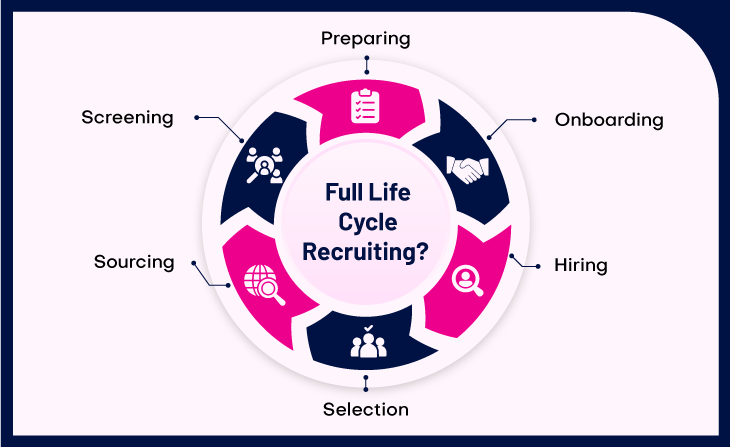 Preparing
Screening
Onboarding
Full Life
Cycle
Recruiting?
Sourcing
Hiring
Selection